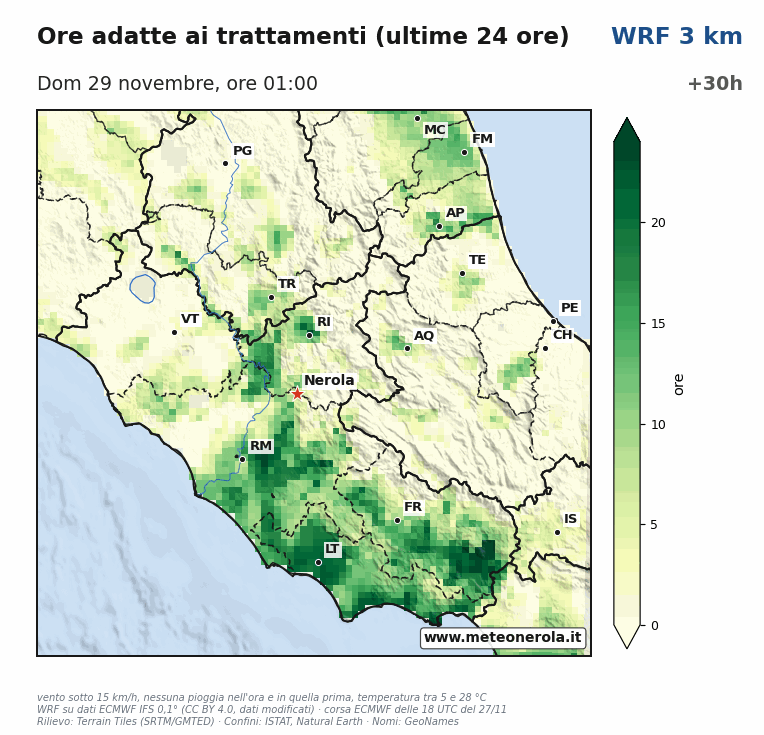 Ore adatte ai trattamenti (ultime 24 ore)
WRF 3 km
Dom 29 novembre, ore 01:00
+30h
MC
FM
PG
AP
TE
TR
PE
VT
RI
AQ
CH
Nerola
RM
FR
IS
LT
www.meteonerola.it
20
15
10
5
0
ore
vento sotto 15 km/h, nessuna pioggia nell'ora e in quella prima, temperatura tra 5 e 28 °C
WRF su dati ECMWF IFS 0,1° (CC BY 4.0, dati modificati) · corsa ECMWF delle 18 UTC del 27/11
Rilievo: Terrain Tiles (SRTM/GMTED) · Confini: ISTAT, Natural Earth · Nomi: GeoNames